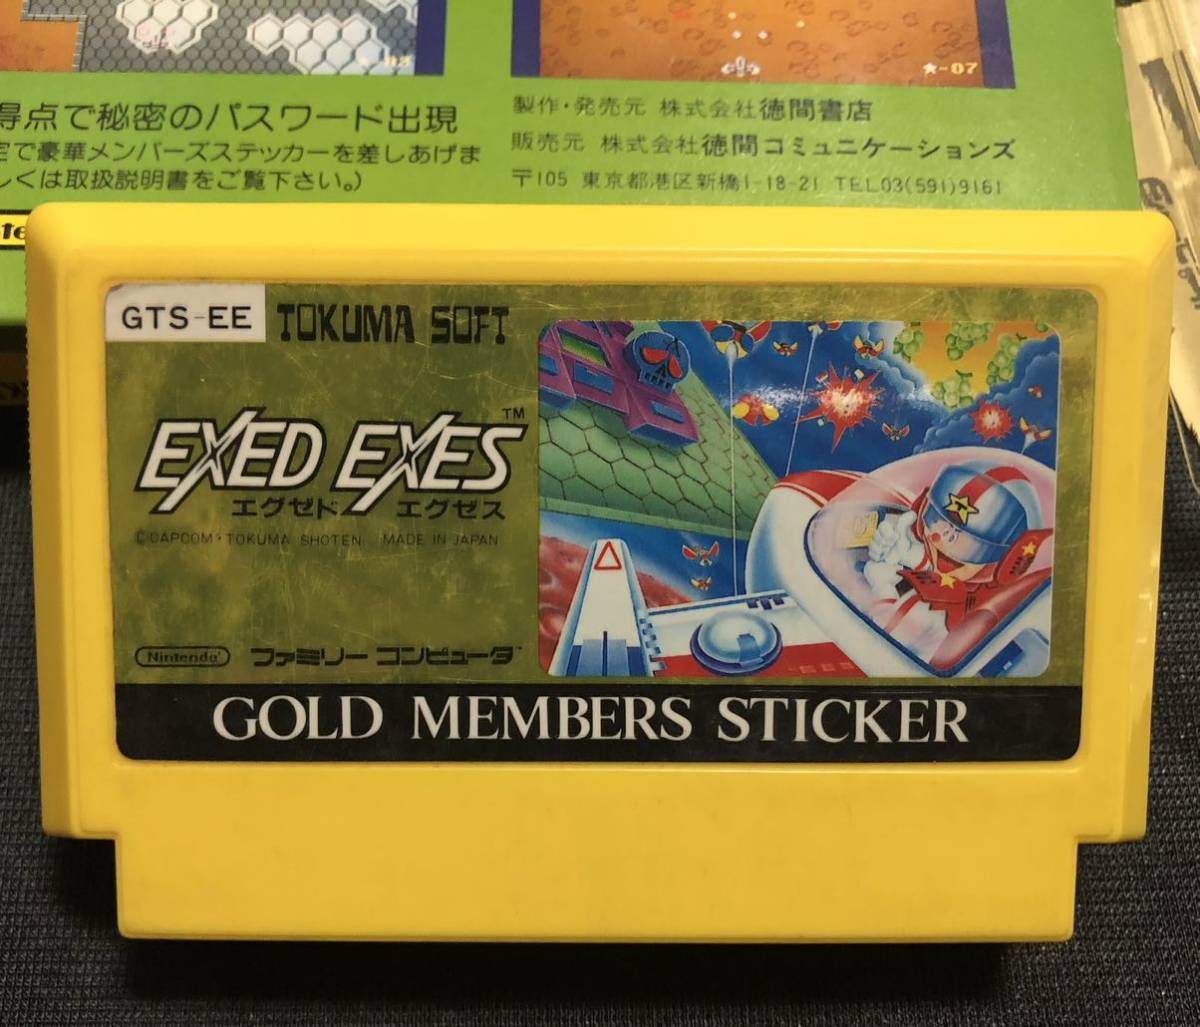 ★-07
得点で秘密のパスワード出現
定で豪華メンバーズステッカーを差しあげま
しくは取扱説明書をご覧下さい。)
製作・発売元 株式会社徳間書店
販売元 株式会社徳間コミュニケーションズ
〒105 東京都港区新橋1-18-21 TEL03(591)9161
GTS-EE
TOKUMA SOFT
EXED EXES™
エグゼド エグゼス
©CAPCOM・TOKUMA SHOTEN MADE IN JAPAN
Nintendo ファミリーコンピュータ™
GOLD MEMBERS STICKER